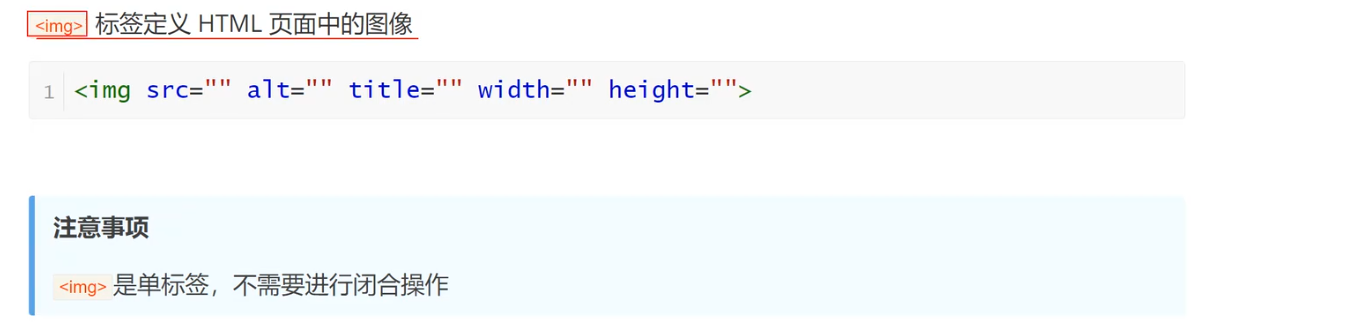 <img> 标签定义 HTML 页面中的图像
1 <img src="" alt="" title="" width="" height="">
注意事项
<img>是单标签，不需要进行闭合操作